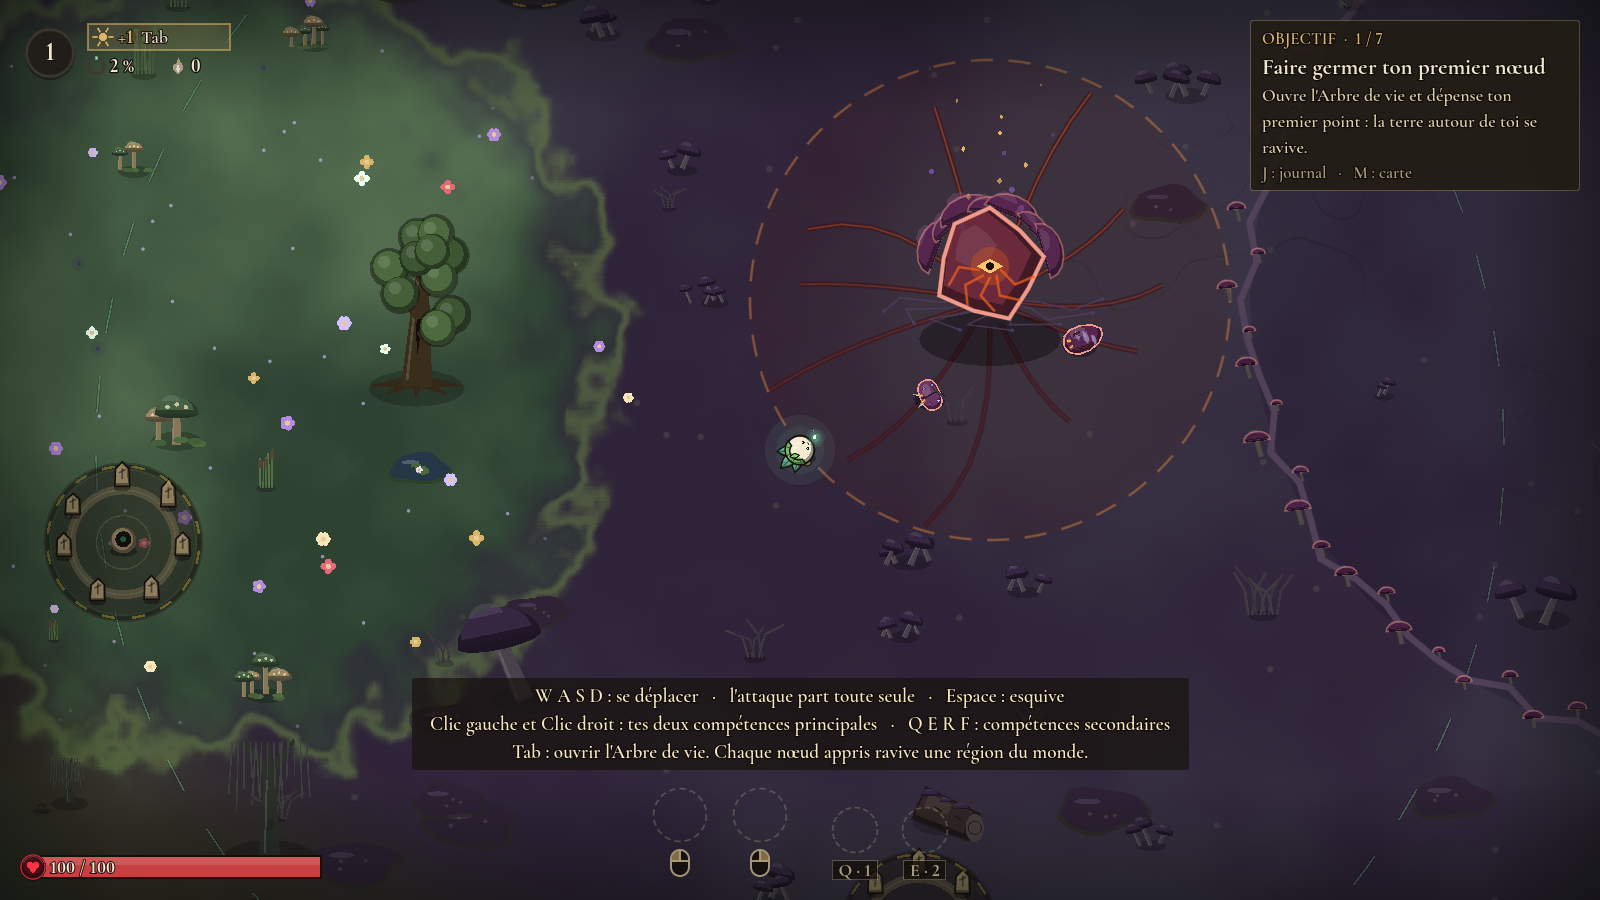 1
+1 Tab
2 %
0
OBJECTIF · 1 / 7
Faire germer ton premier nœud
Ouvre l'Arbre de vie et dépense ton
premier point : la terre autour de toi se
ravive.
J : journal · M : carte
W A S D : se déplacer · l'attaque part toute seule · Espace : esquive
Clic gauche et Clic droit : tes deux compétences principales · Q E R F : compétences secondaires
Tab : ouvrir l'Arbre de vie. Chaque nœud appris ravive une région du monde.
100 / 100
Q · 1
E · 2